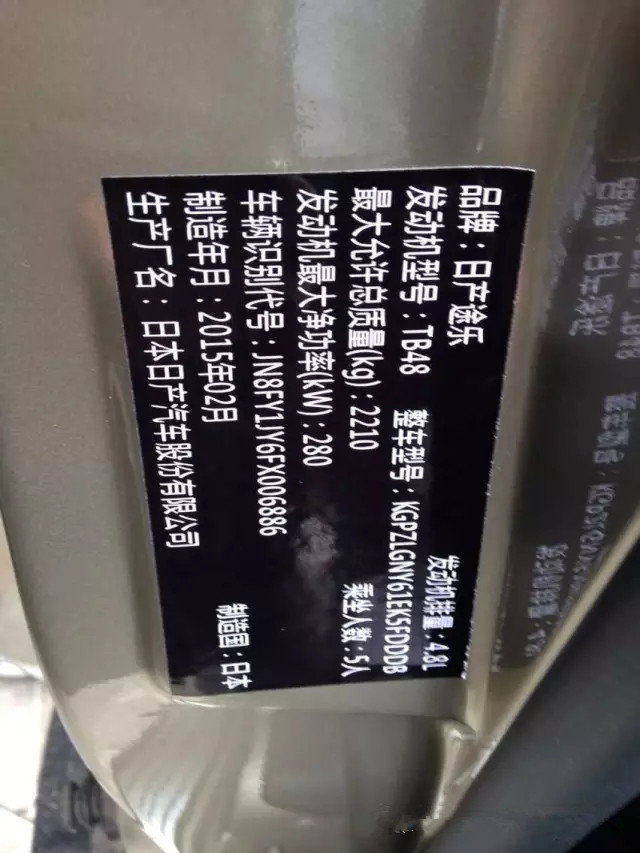 品牌：日产途乐
发动机型号：TB48 发动机排量：4.8L
最大允许总质量(kg)：2210 整车型号：KGPZLGNY61EKSFDDDB
发动机最大净功率(kW)：280 乘坐人数：5人
车辆识别代号：JN8FY1JY6FX006886
制造年月：2015年02月
生产厂名：日本日产汽车股份有限公司 制造国：日本